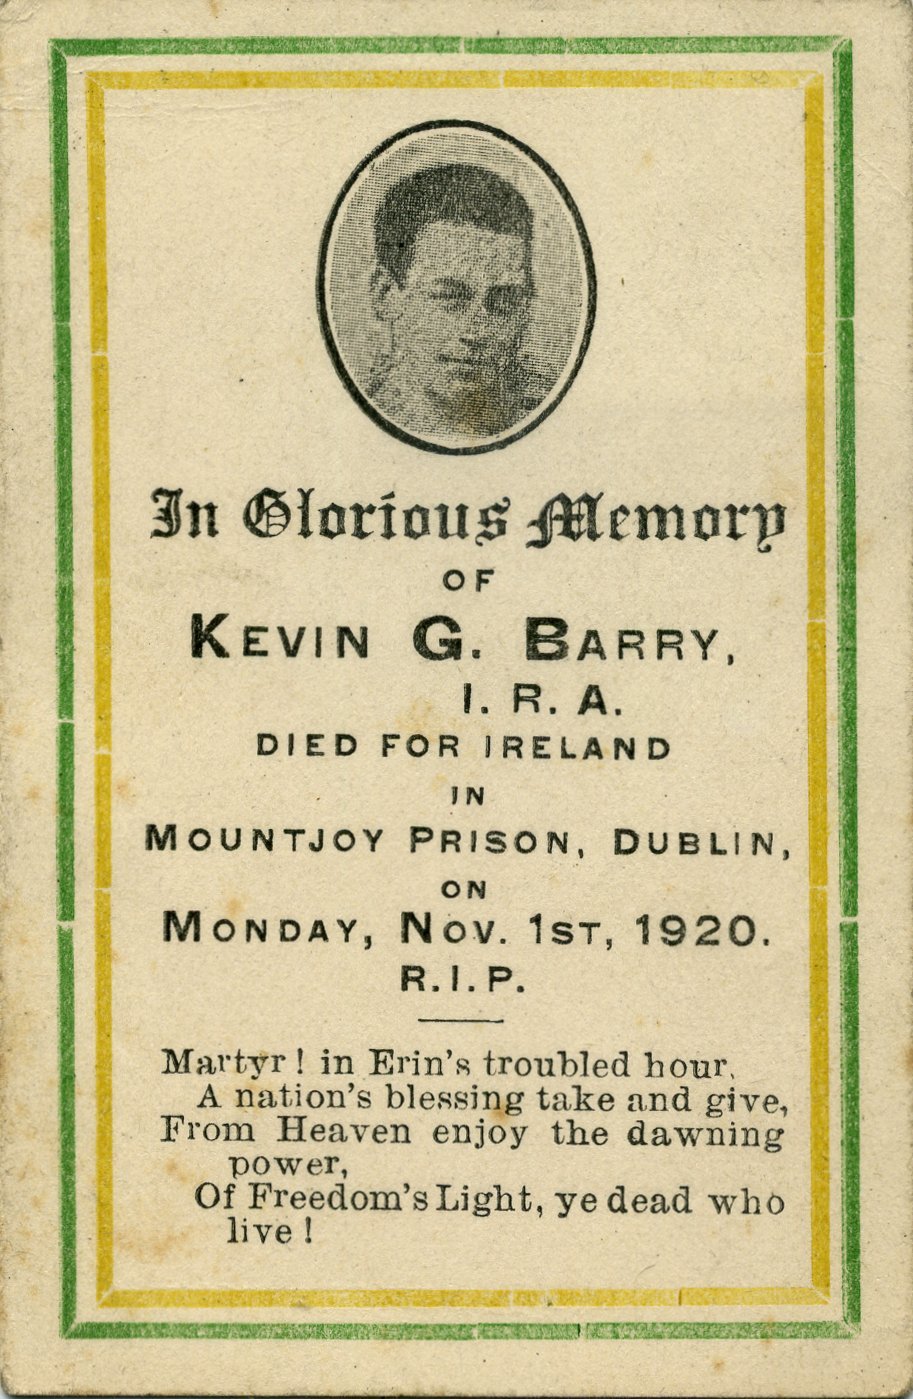 In Glorious Memory
OF
KEVIN G. BARRY,
I. R. A.
DIED FOR IRELAND
IN
MOUNTJOY PRISON, DUBLIN,
ON
MONDAY, NOV. 1ST, 1920.
R.I.P.
Martyr! in Erin's troubled hour,
A nation's blessing take and give,
From Heaven enjoy the dawning
power,
Of Freedom's Light, ye dead who
live!